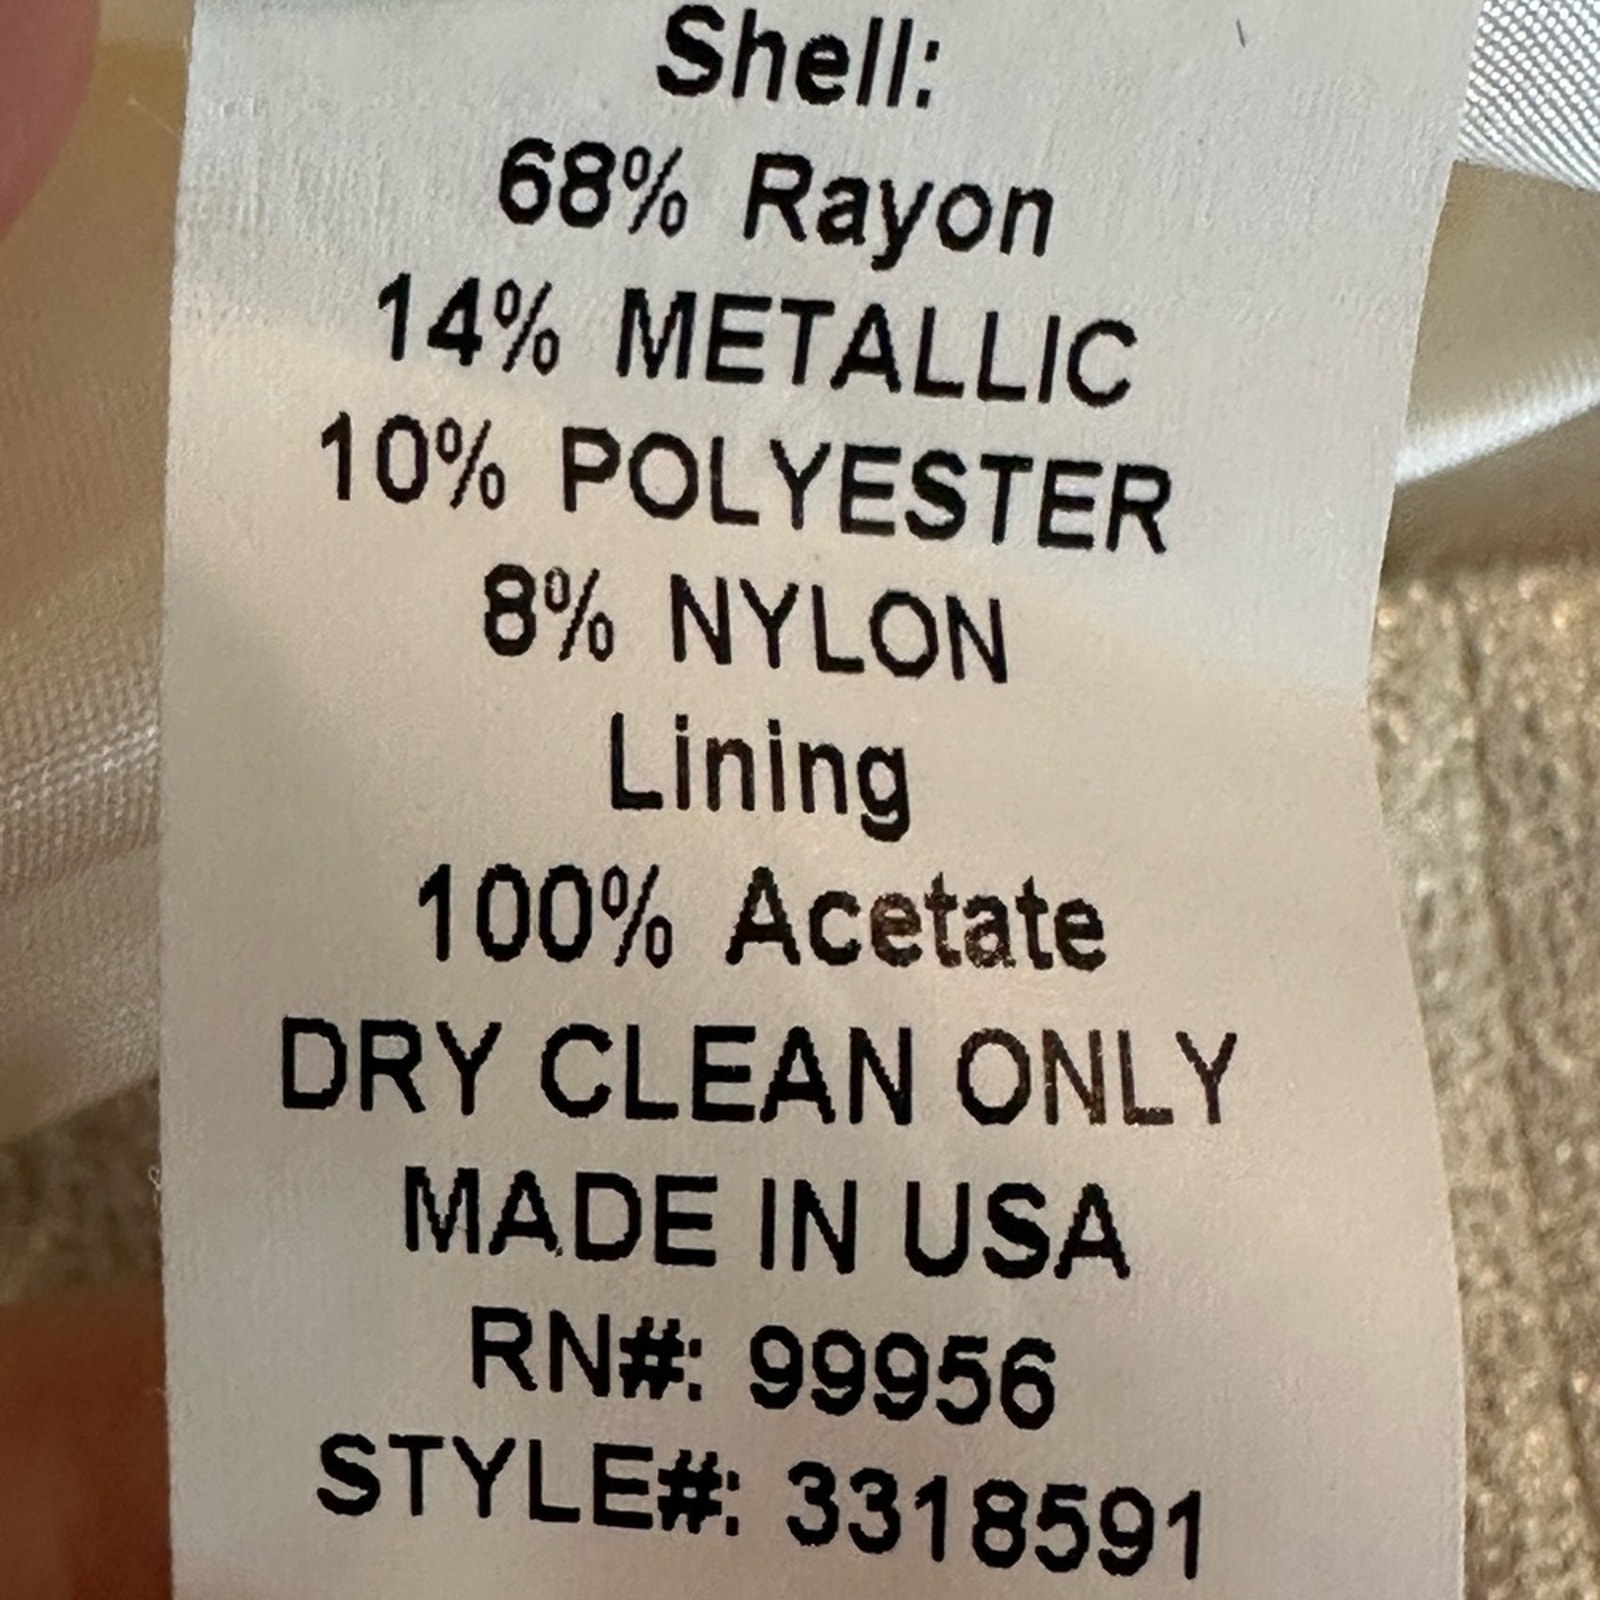 Shell:
68% Rayon
14% METALLIC
10% POLYESTER
8% NYLON
Lining
100% Acetate
DRY CLEAN ONLY
MADE IN USA
RN#: 99956
STYLE#: 3318591